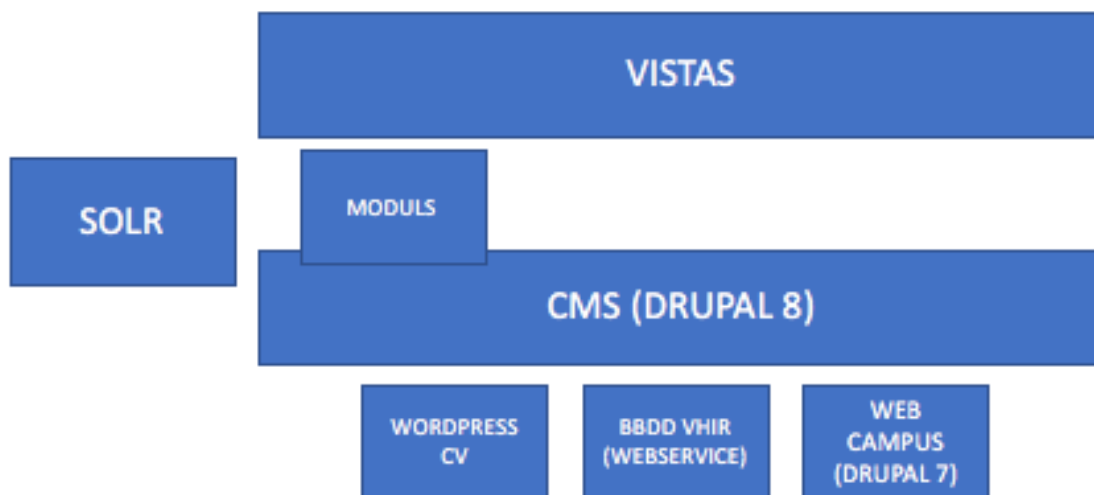 VISTAS
SOLR
MODULS
CMS (DRUPAL 8)
WORDPRESS
CV
BBDD VHIR
(WEBSERVICE)
WEB
CAMPUS
(DRUPAL 7)